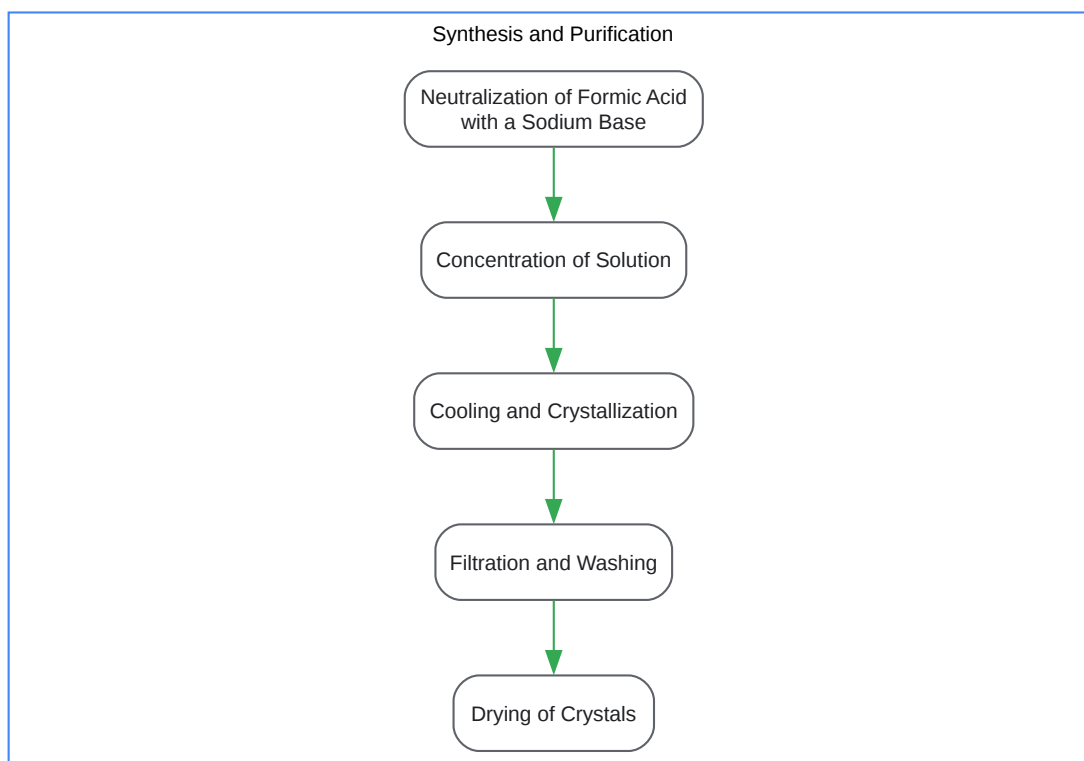 Synthesis and Purification
Neutralization of Formic Acid
with a Sodium Base
Concentration of Solution
Cooling and Crystallization
Filtration and Washing
Drying of Crystals